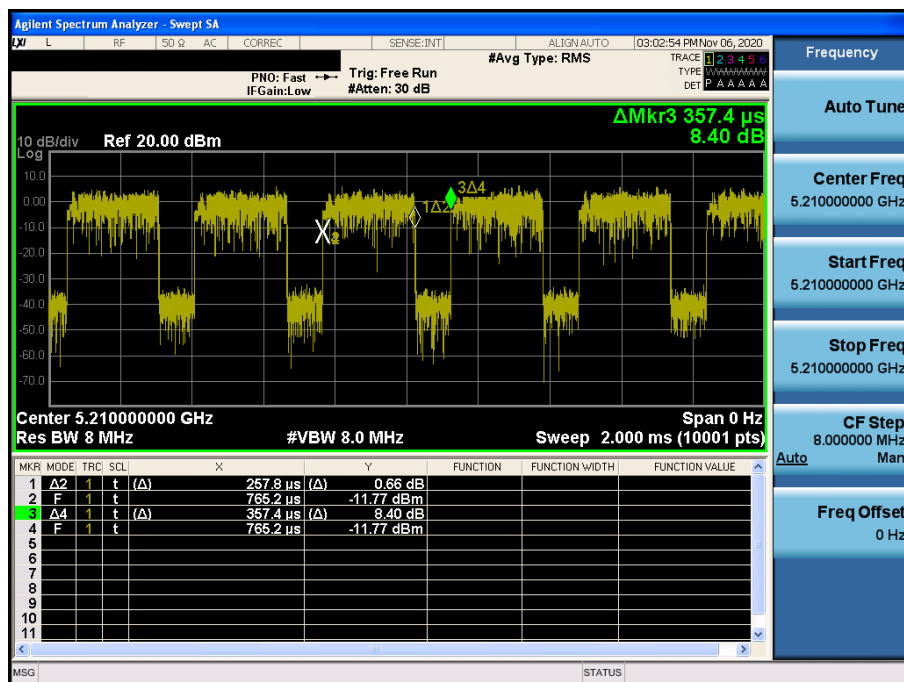 Agilent Spectrum Analyzer - Swept SA
LXI L RF 50 Ω AC CORREC SENSE:INT ALIGNAUTO 03:02:54 PM Nov 06, 2020
Frequency
#Avg Type: RMS
TRACE 1 2 3 4 5 6
PNO: Fast Trig: Free Run
TYPE WWWWWW
IFGain:Low #Atten: 30 dB
DET P A A A A A
Auto Tune
ΔMkr3 357.4 µs
8.40 dB
10 dB/div Ref 20.00 dBm
Log
10.0
0.00
-10.0
-20.0
-30.0
-40.0
-50.0
-60.0
-70.0
3Δ4
1Δ2
Center Freq
5.210000000 GHz
Start Freq
5.210000000 GHz
Stop Freq
5.210000000 GHz
Center 5.210000000 GHz Span 0 Hz
Res BW 8 MHz #VBW 8.0 MHz Sweep 2.000 ms (10001 pts)
CF Step
8.000000 MHz
Auto Man
Freq Offset
0 Hz
MKR MODE TRC SCL X Y FUNCTION FUNCTION WIDTH FUNCTION VALUE
1 Δ2 1 t (Δ) 257.8 µs (Δ) 0.66 dB
2 F 1 t 765.2 µs -11.77 dBm
3 Δ4 1 t (Δ) 357.4 µs (Δ) 8.40 dB
4 F 1 t 765.2 µs -11.77 dBm
5
6
7
8
9
10
11
MSG STATUS